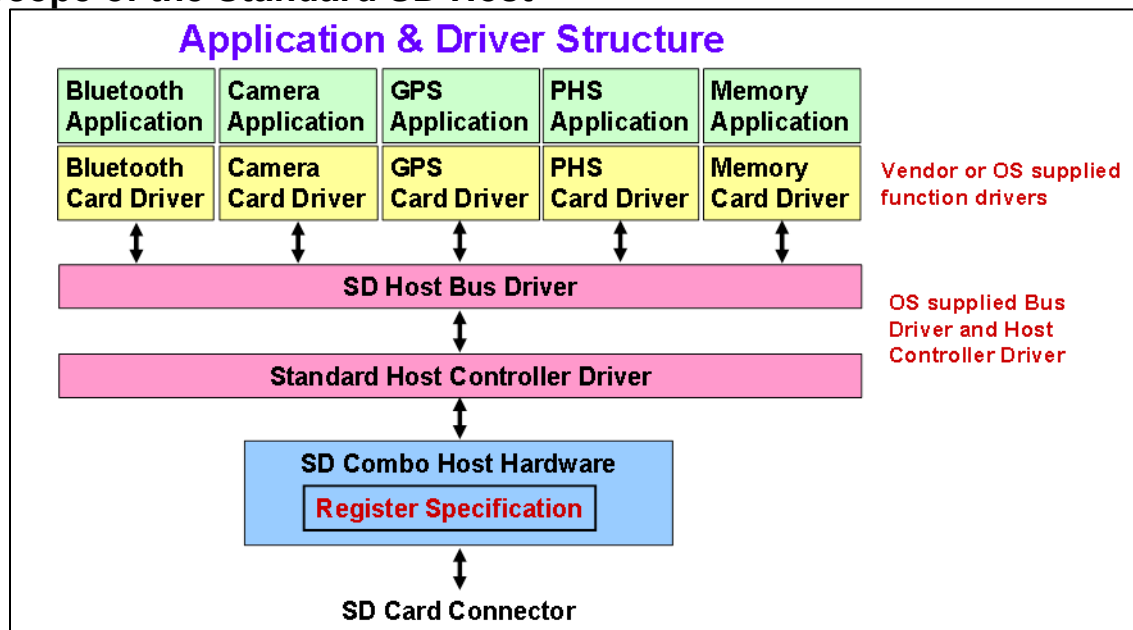 Application & Driver Structure
Bluetooth
Application
Camera
Application
GPS
Application
PHS
Application
Memory
Application
Bluetooth
Card Driver
Camera
Card Driver
GPS
Card Driver
PHS
Card Driver
Memory
Card Driver
Vendor or OS supplied
function drivers
SD Host Bus Driver
OS supplied Bus
Driver and Host
Controller Driver
Standard Host Controller Driver
SD Combo Host Hardware
Register Specification
SD Card Connector